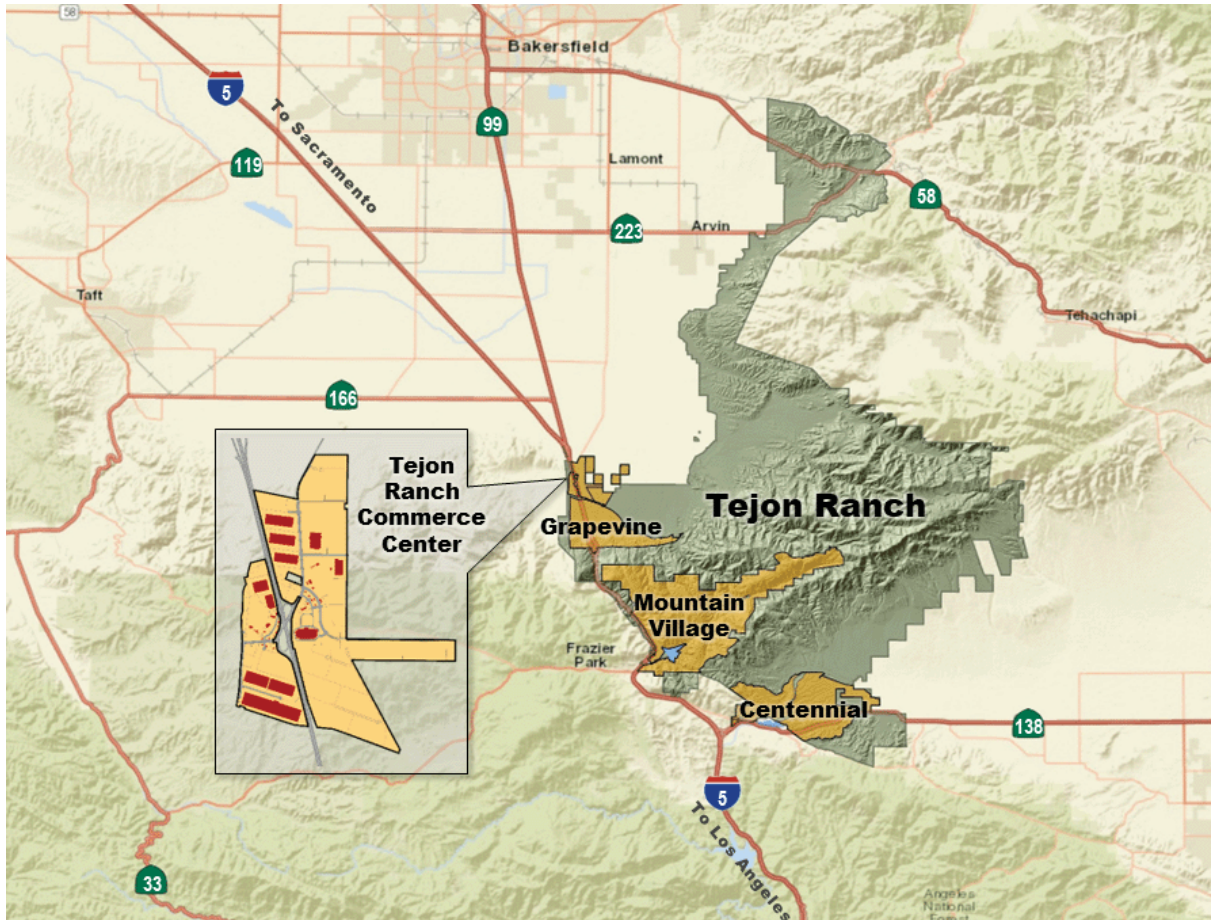 58
Bakersfield
5
To Sacramento
99
119
Lamont
58
223
Arvin
Taft
Tehachapi
166
Tejon
Ranch
Commerce
Center
Tejon Ranch
Grapevine
Mountain
Village
Frazier
Park
Centennial
138
5
To Los Angeles
33
Angeles
National
Forest